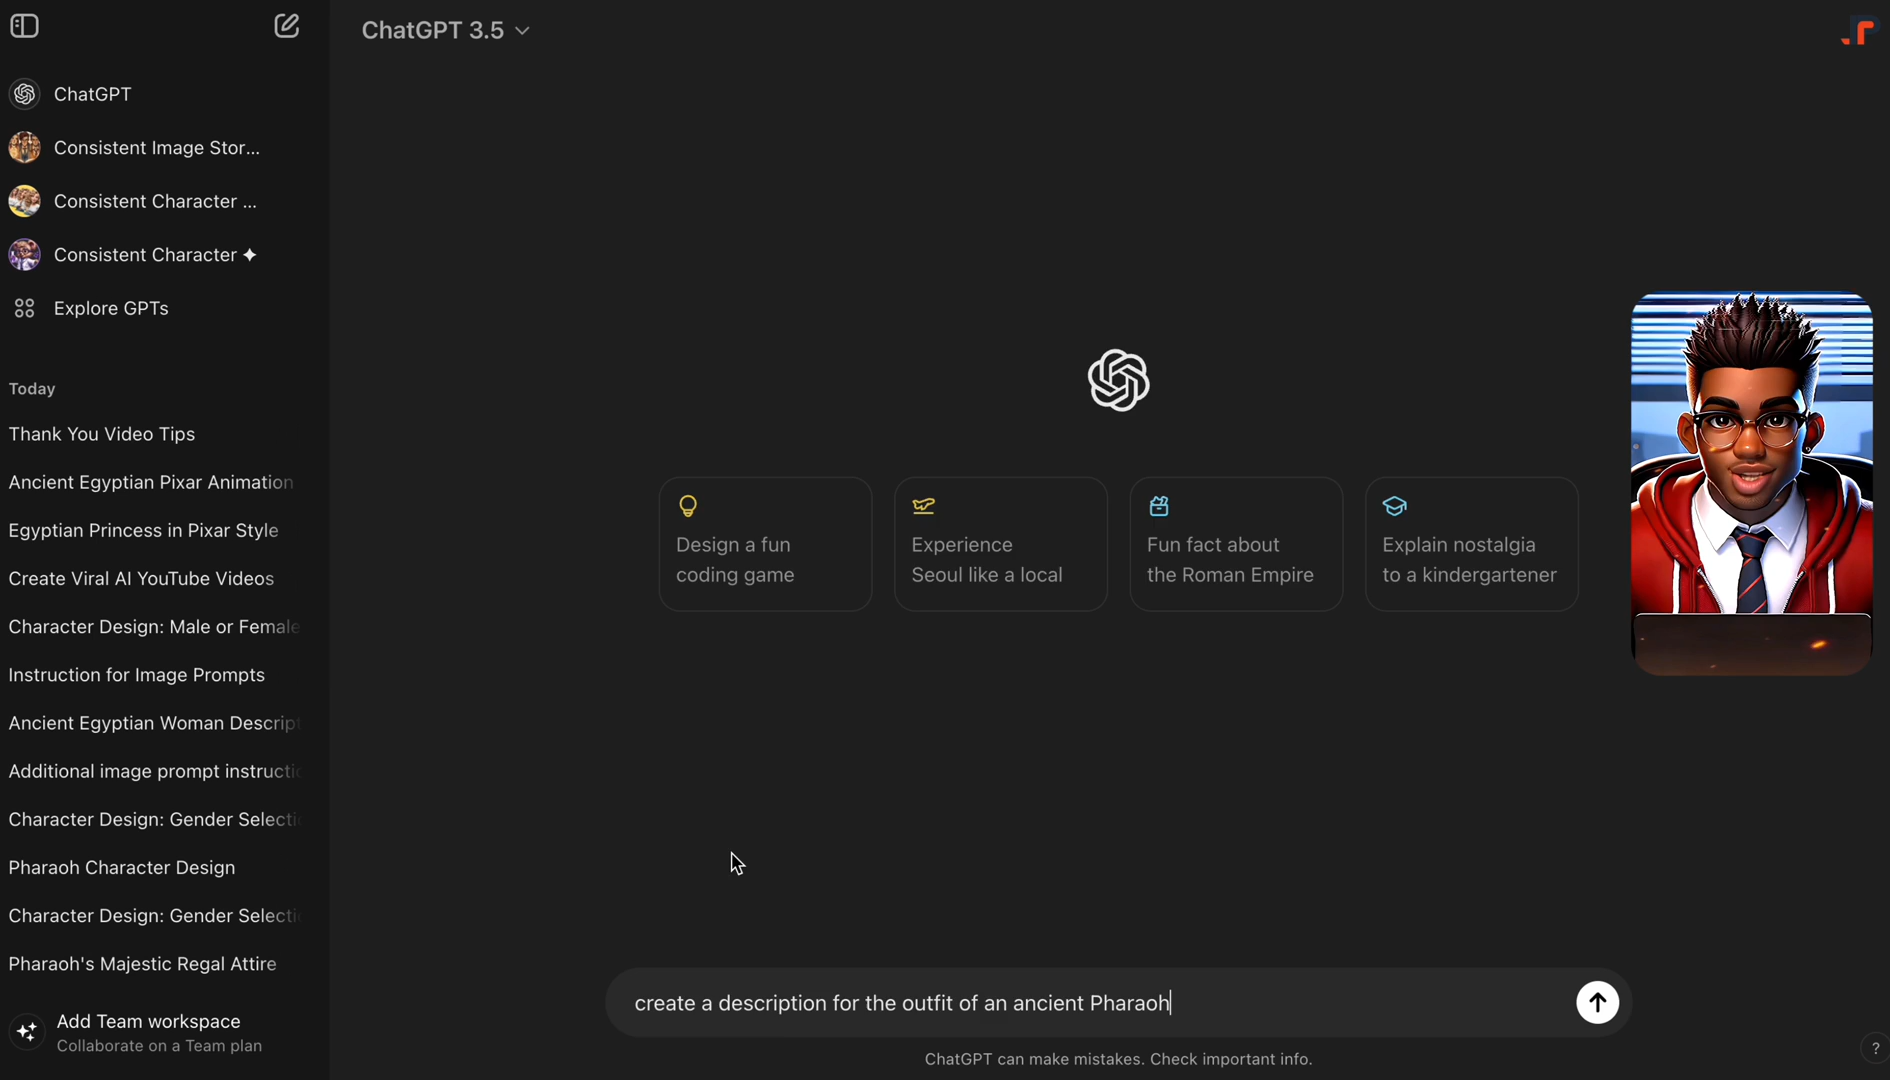 ChatGPT 3.5
ChatGPT
Consistent Image Stor...
Consistent Character ...
Consistent Character ✦
Explore GPTs
Today
Thank You Video Tips
Ancient Egyptian Pixar Animation
Egyptian Princess in Pixar Style
Create Viral AI YouTube Videos
Character Design: Male or Female
Instruction for Image Prompts
Ancient Egyptian Woman Descript
Additional image prompt instructio
Character Design: Gender Selectio
Pharaoh Character Design
Character Design: Gender Selectio
Pharaoh's Majestic Regal Attire
Add Team workspace
Collaborate on a Team plan
Design a fun
coding game
Experience
Seoul like a local
Fun fact about
the Roman Empire
Explain nostalgia
to a kindergartener
create a description for the outfit of an ancient Pharaoh
ChatGPT can make mistakes. Check important info.
?